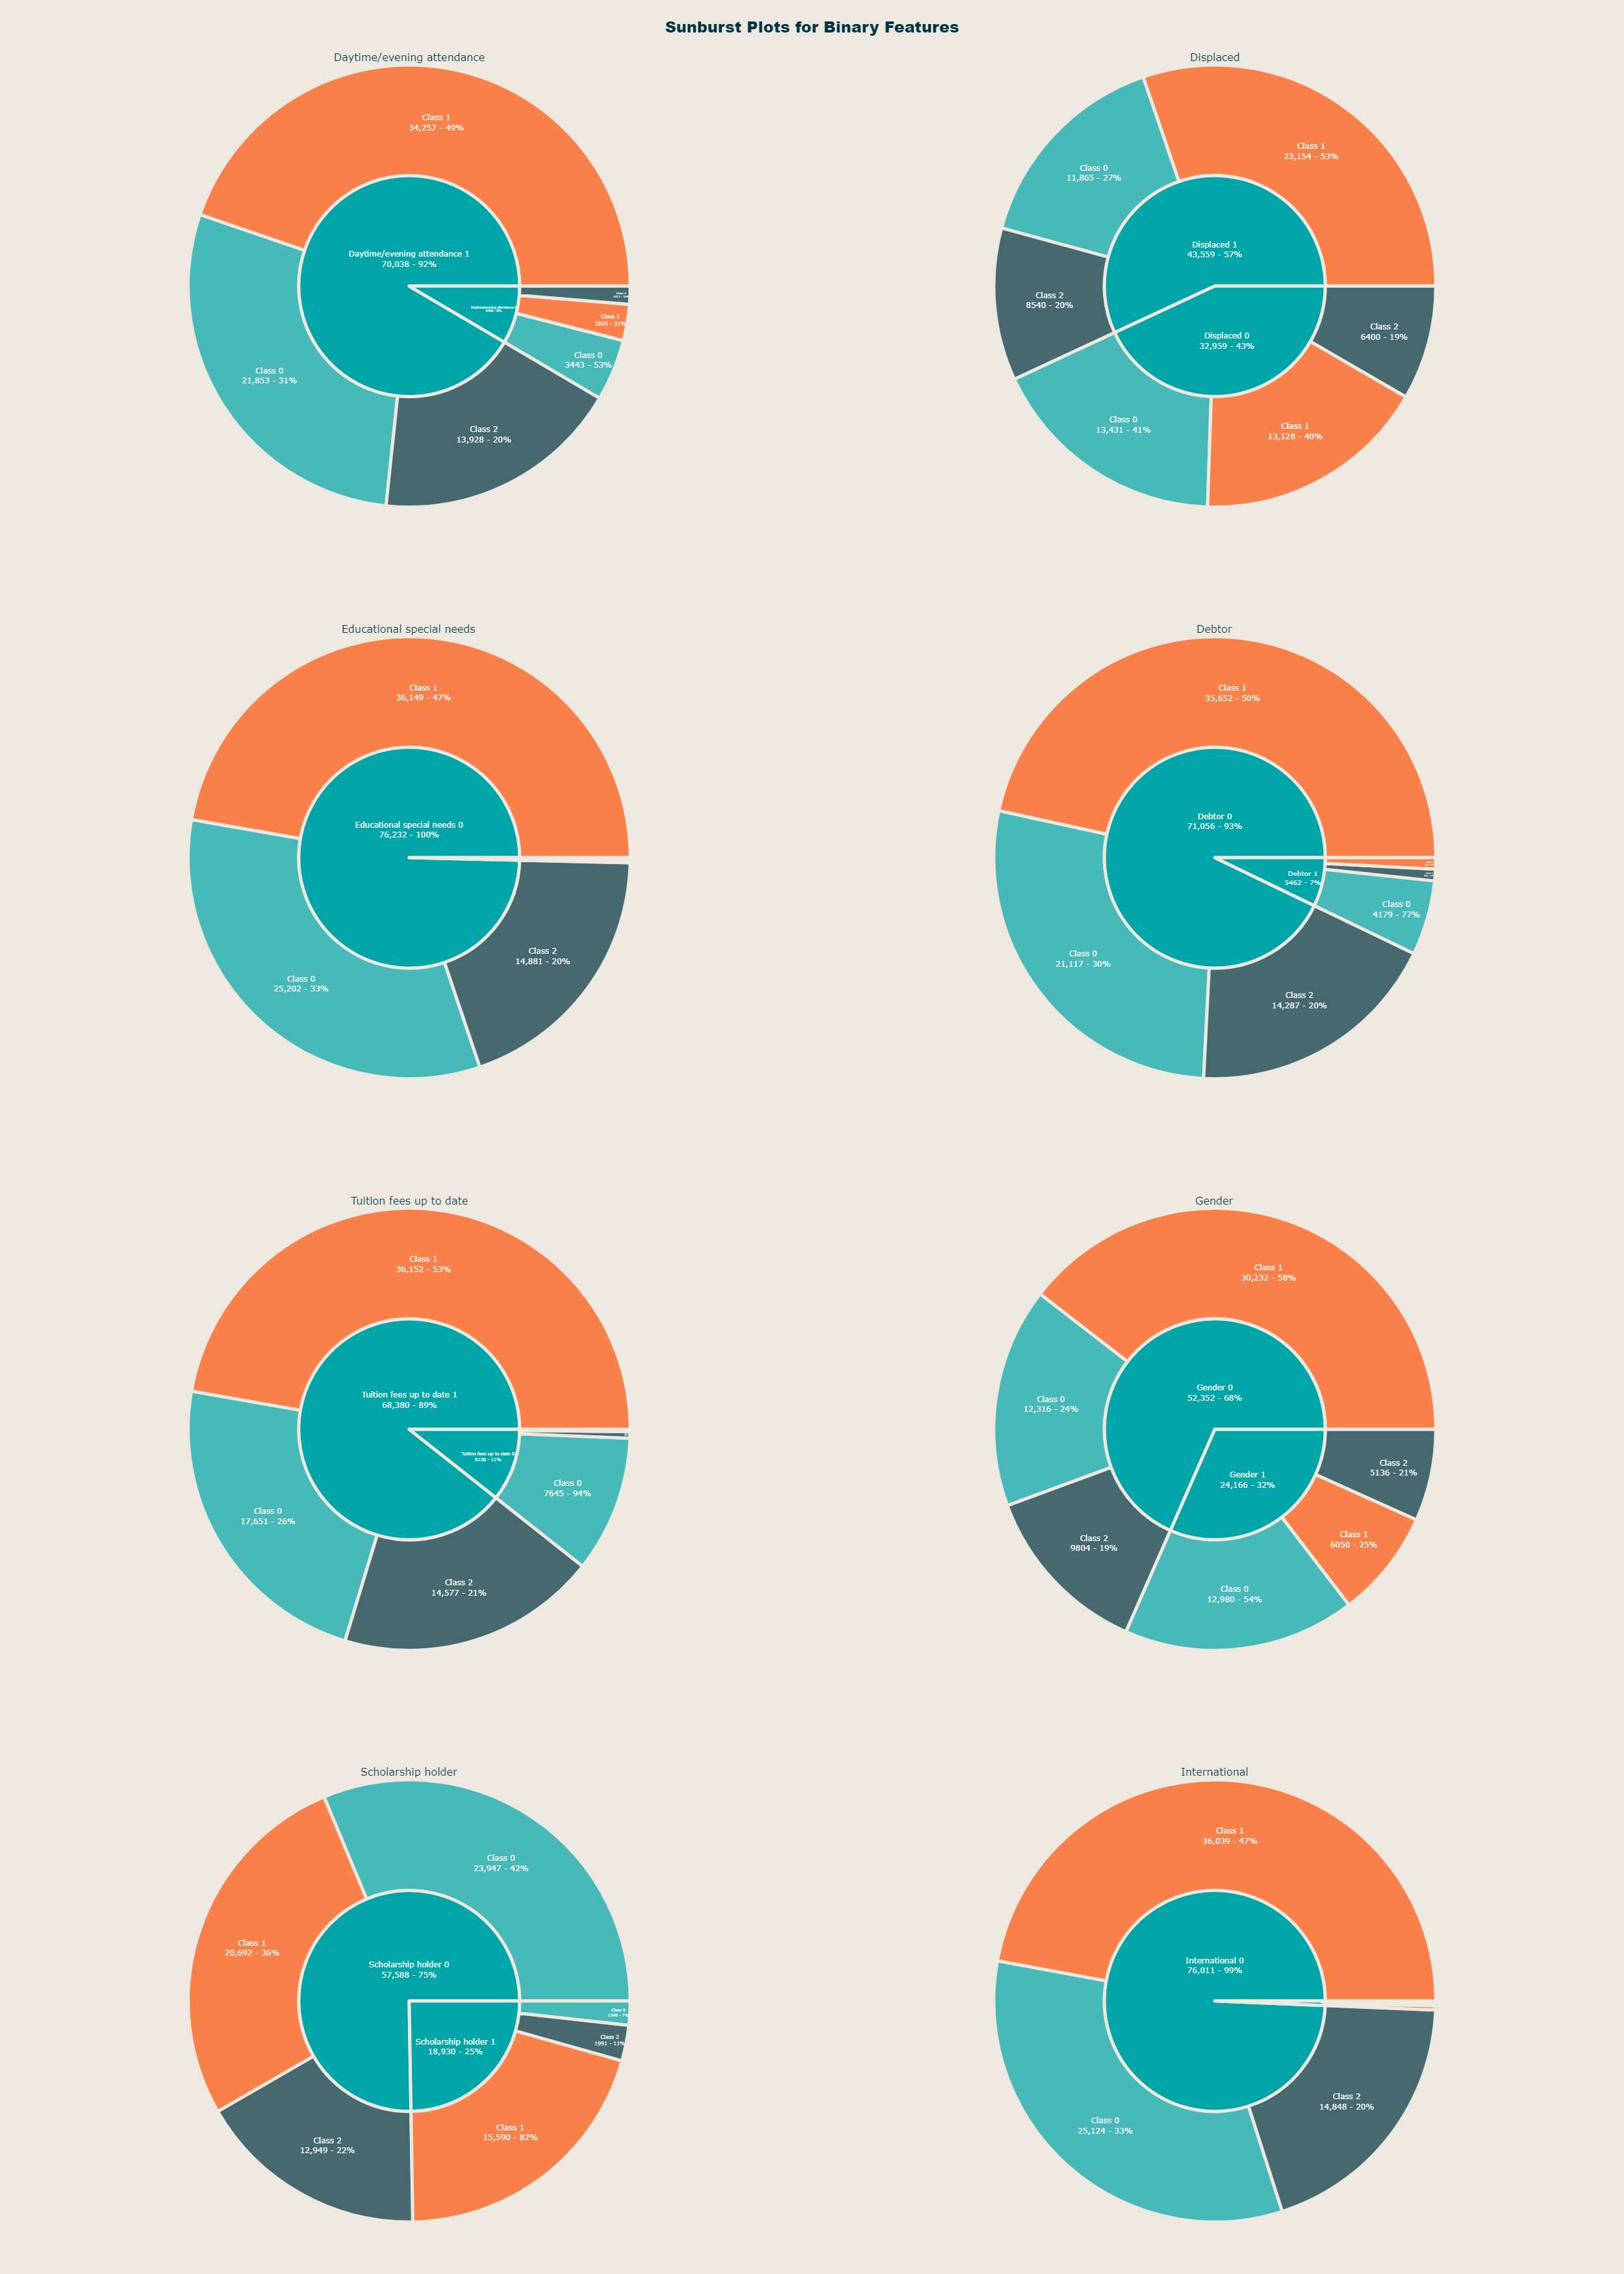 Sunburst Plots for Binary Features
Daytime/evening attendance
Class 1
34,257 - 49%
Daytime/evening attendance 1
70,038 - 92%
Class 1
2025 - 31%
Class 0
3443 - 53%
Class 0
21,853 - 31%
Class 2
13,928 - 20%
Displaced
Class 1
23,154 - 53%
Class 0
11,865 - 27%
Displaced 1
43,559 - 57%
Class 2
8540 - 20%
Displaced 0
32,959 - 43%
Class 2
6400 - 19%
Class 0
13,431 - 41%
Class 1
13,128 - 40%
Educational special needs
Class 1
36,149 - 47%
Educational special needs 0
76,232 - 100%
Class 2
14,881 - 20%
Class 0
25,202 - 33%
Debtor
Class 1
35,652 - 50%
Debtor 0
71,056 - 93%
Debtor 1
5462 - 7%
Class 0
4179 - 77%
Class 0
21,117 - 30%
Class 2
14,287 - 20%
Tuition fees up to date
Class 1
36,152 - 53%
Tuition fees up to date 1
68,380 - 89%
Tuition fees up to date 0
8138 - 11%
Class 0
7645 - 94%
Class 0
17,651 - 26%
Class 2
14,577 - 21%
Gender
Class 1
30,232 - 58%
Gender 0
52,352 - 68%
Class 0
12,316 - 24%
Gender 1
24,166 - 32%
Class 2
5136 - 21%
Class 2
9804 - 19%
Class 1
6050 - 25%
Class 0
12,980 - 54%
Scholarship holder
Class 0
23,947 - 42%
Class 1
20,692 - 36%
Scholarship holder 0
57,588 - 75%
Class 0
Class 2
1991 - 11%
Scholarship holder 1
18,930 - 25%
Class 1
15,590 - 82%
Class 2
12,949 - 22%
International
Class 1
36,039 - 47%
International 0
76,011 - 99%
Class 2
14,848 - 20%
Class 0
25,124 - 33%